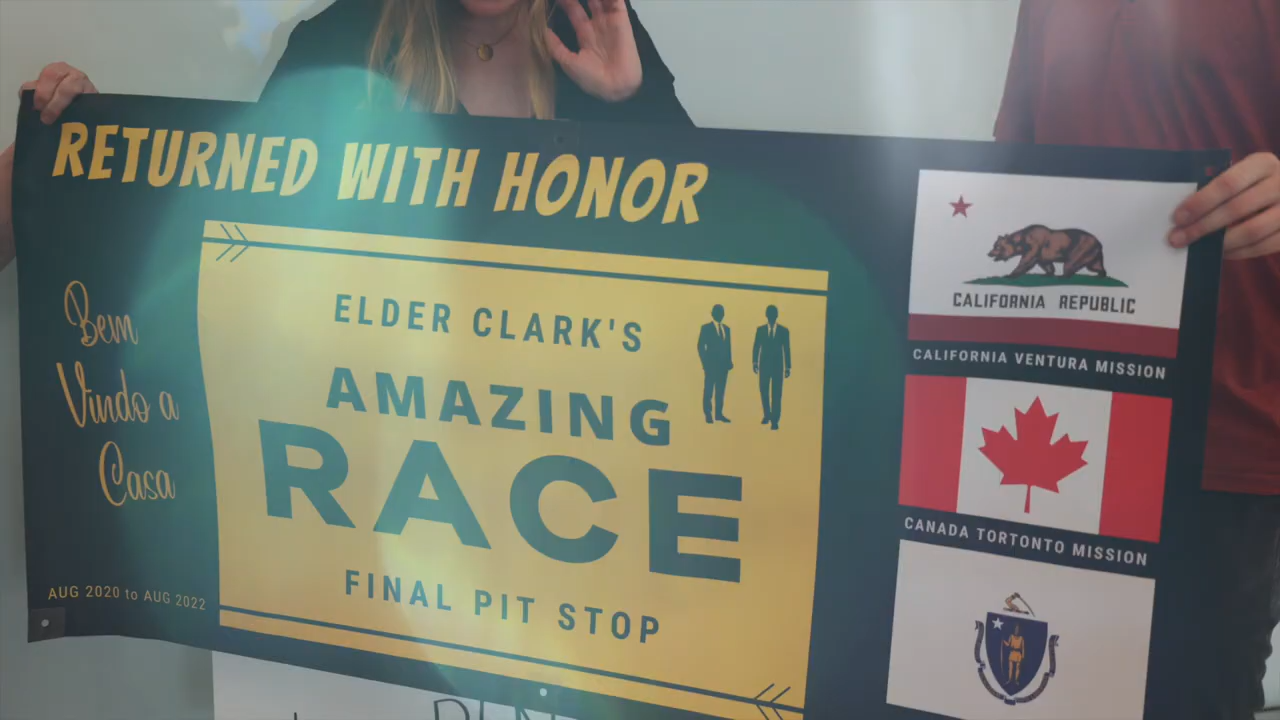 RETURNED WITH HONOR
Bem
Vindo a
Casa
AUG 2020 to AUG 2022
ELDER CLARK'S
AMAZING
RACE
FINAL PIT STOP
CALIFORNIA REPUBLIC
CALIFORNIA VENTURA MISSION
CANADA TORTONTO MISSION